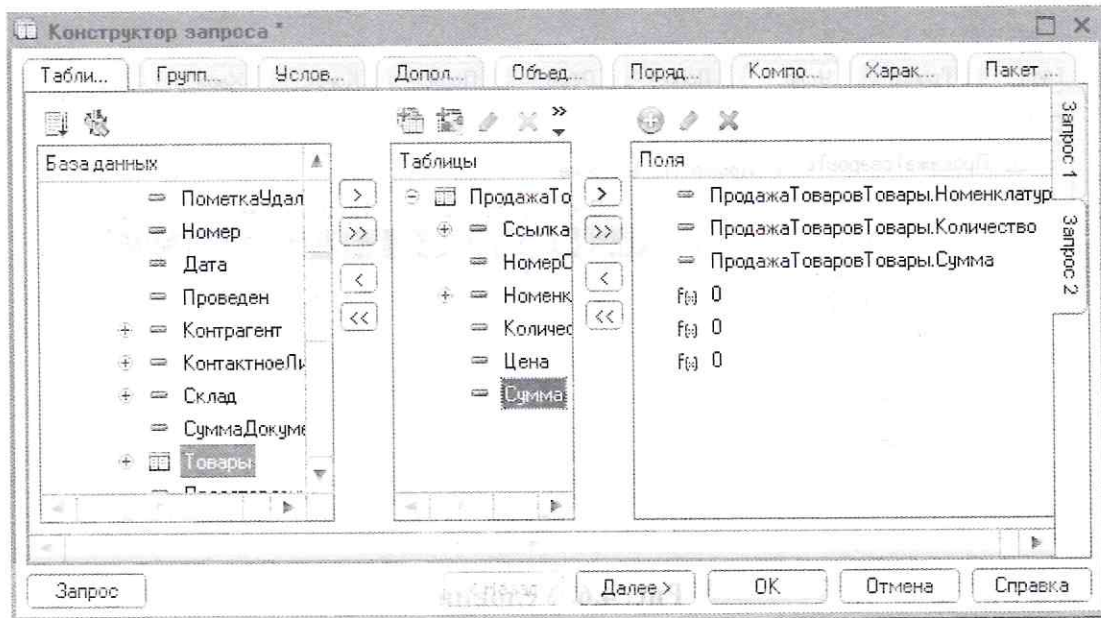 Конструктор запроса *
Табли... Групп... Услов... Допол... Объед... Поряд... Компо... Харак... Пакет ...
База данных
ПометкаУдал
Номер
Дата
Проведен
Контрагент
КонтактноеЛи
Склад
СуммаДокуме
Товары
Таблицы
ПродажаТо
Ссылка
НомерС
Номенк
Количес
Цена
Сумма
Поля
ПродажаТоваровТовары.Номенклатур...
ПродажаТоваровТовары.Количество
ПродажаТоваровТовары.Сумма
0
0
0
Запрос 1
Запрос 2
Запрос
Далее >
ОК
Отмена
Справка